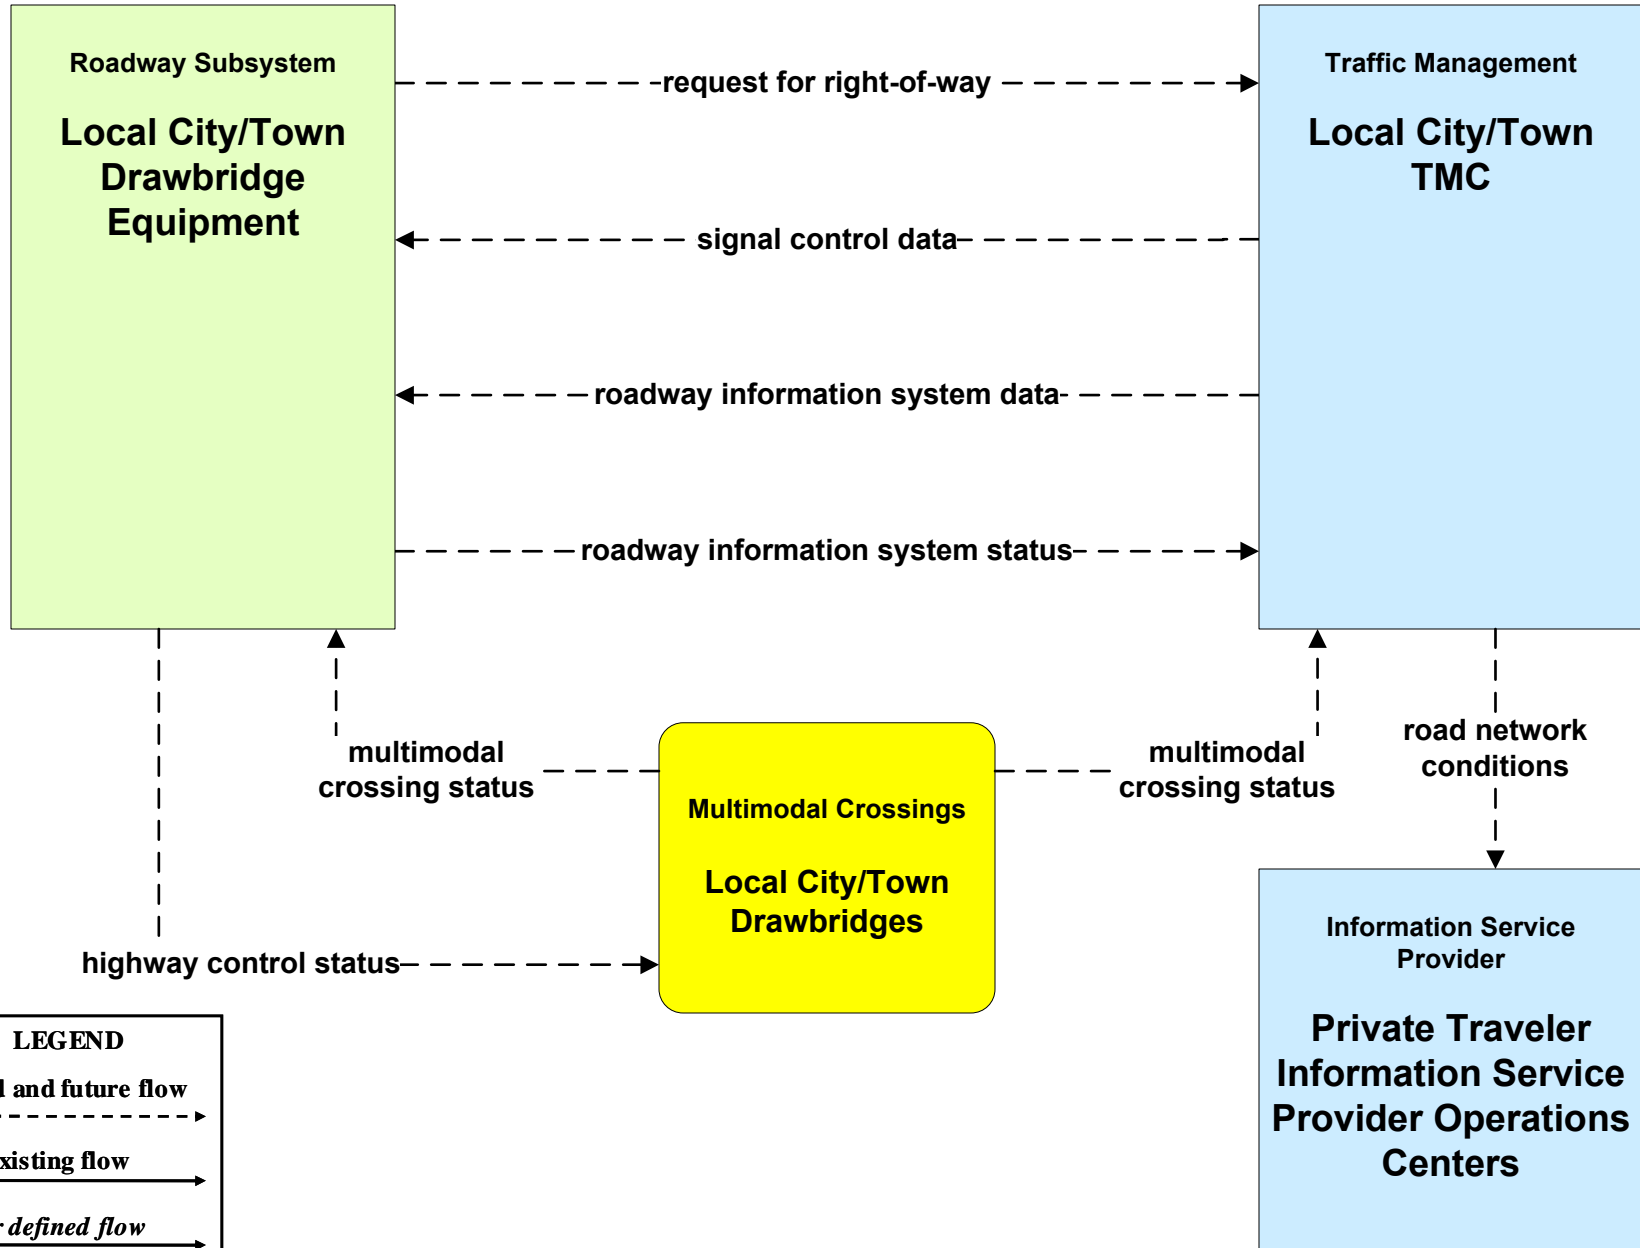 Roadway Subsystem
Local City/Town
Drawbridge
Equipment
request for right-of-way
signal control data
roadway information system data
roadway information system status
Traffic Management
Local City/Town
TMC
multimodal
crossing status
Multimodal Crossings
Local City/Town
Drawbridges
multimodal
crossing status
road network
conditions
highway control status
Information Service
Provider
Private Traveler
Information Service
Provider Operations
Centers
LEGEND
and future flow
flow
defined flow